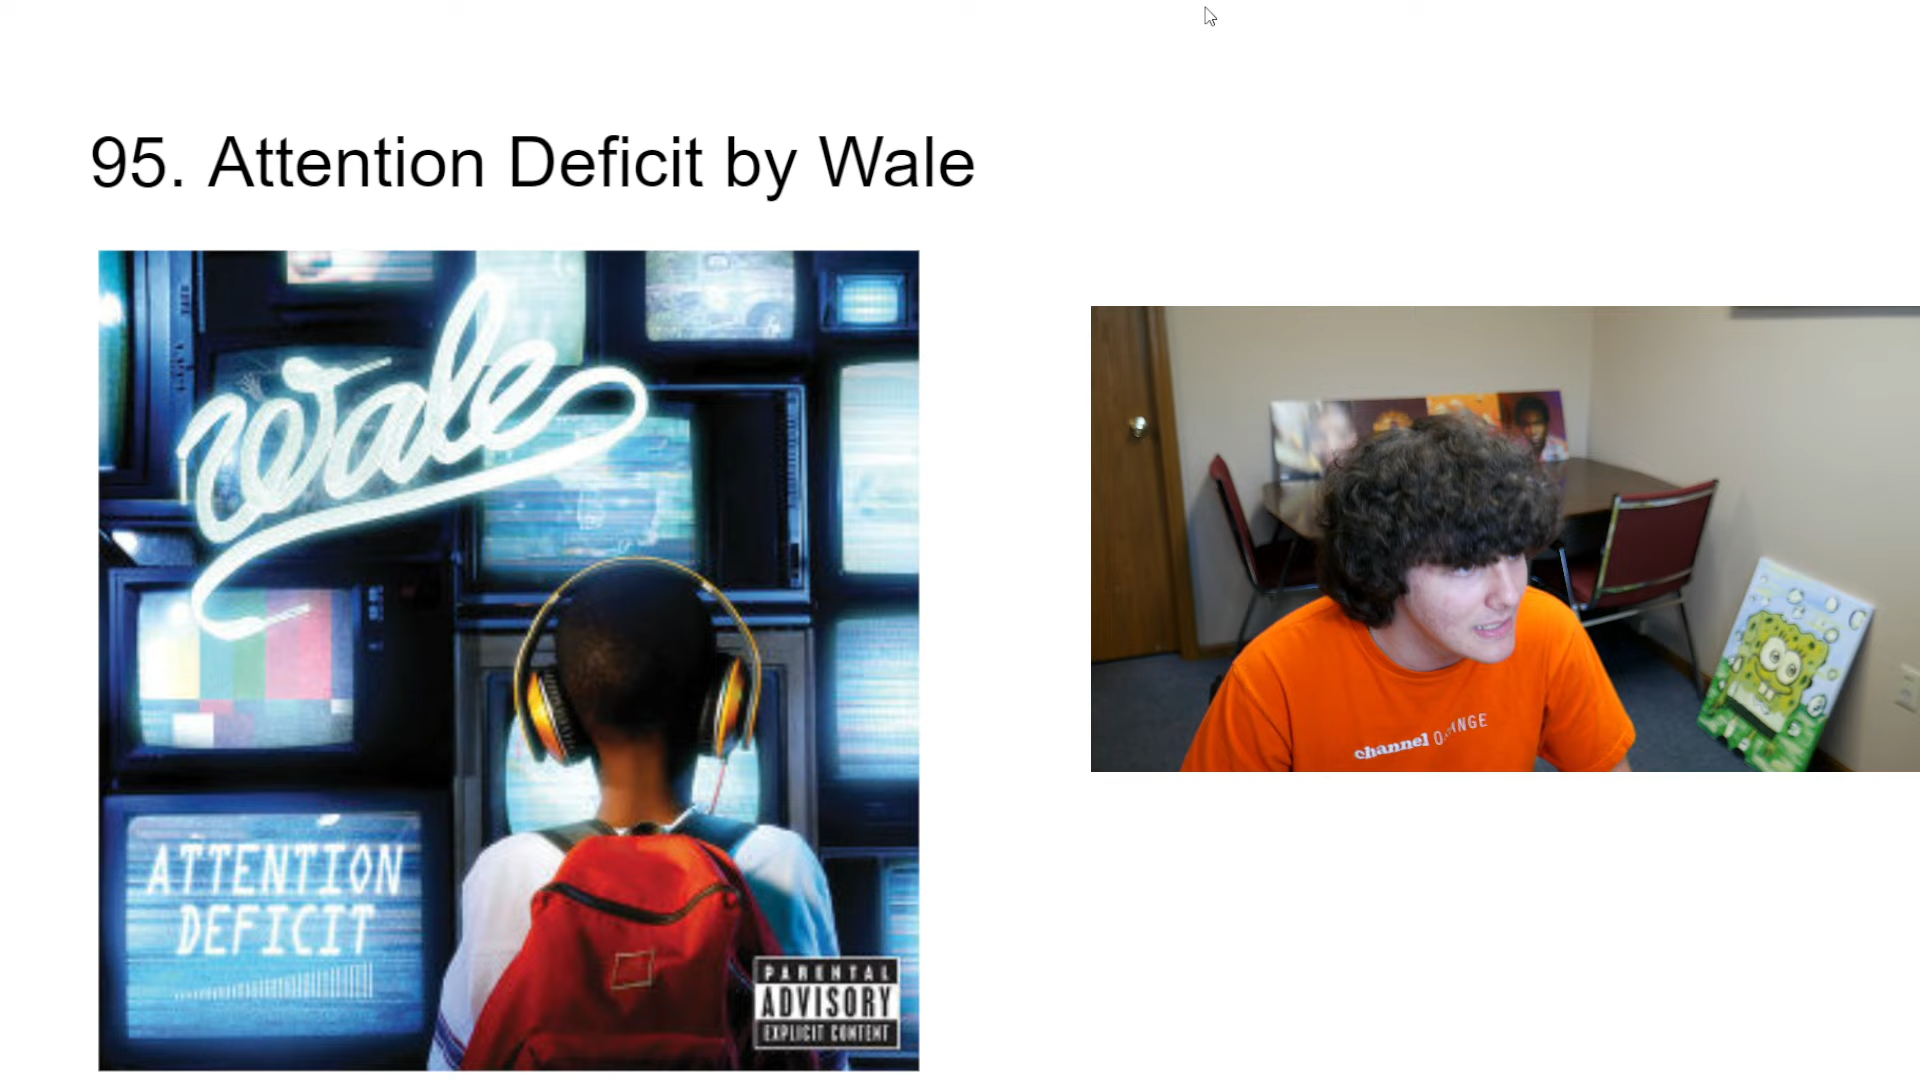 95. Attention Deficit by Wale
Wale
ATTENTION
DEFICIT
PARENTAL
ADVISORY
EXPLICIT CONTENT
channel